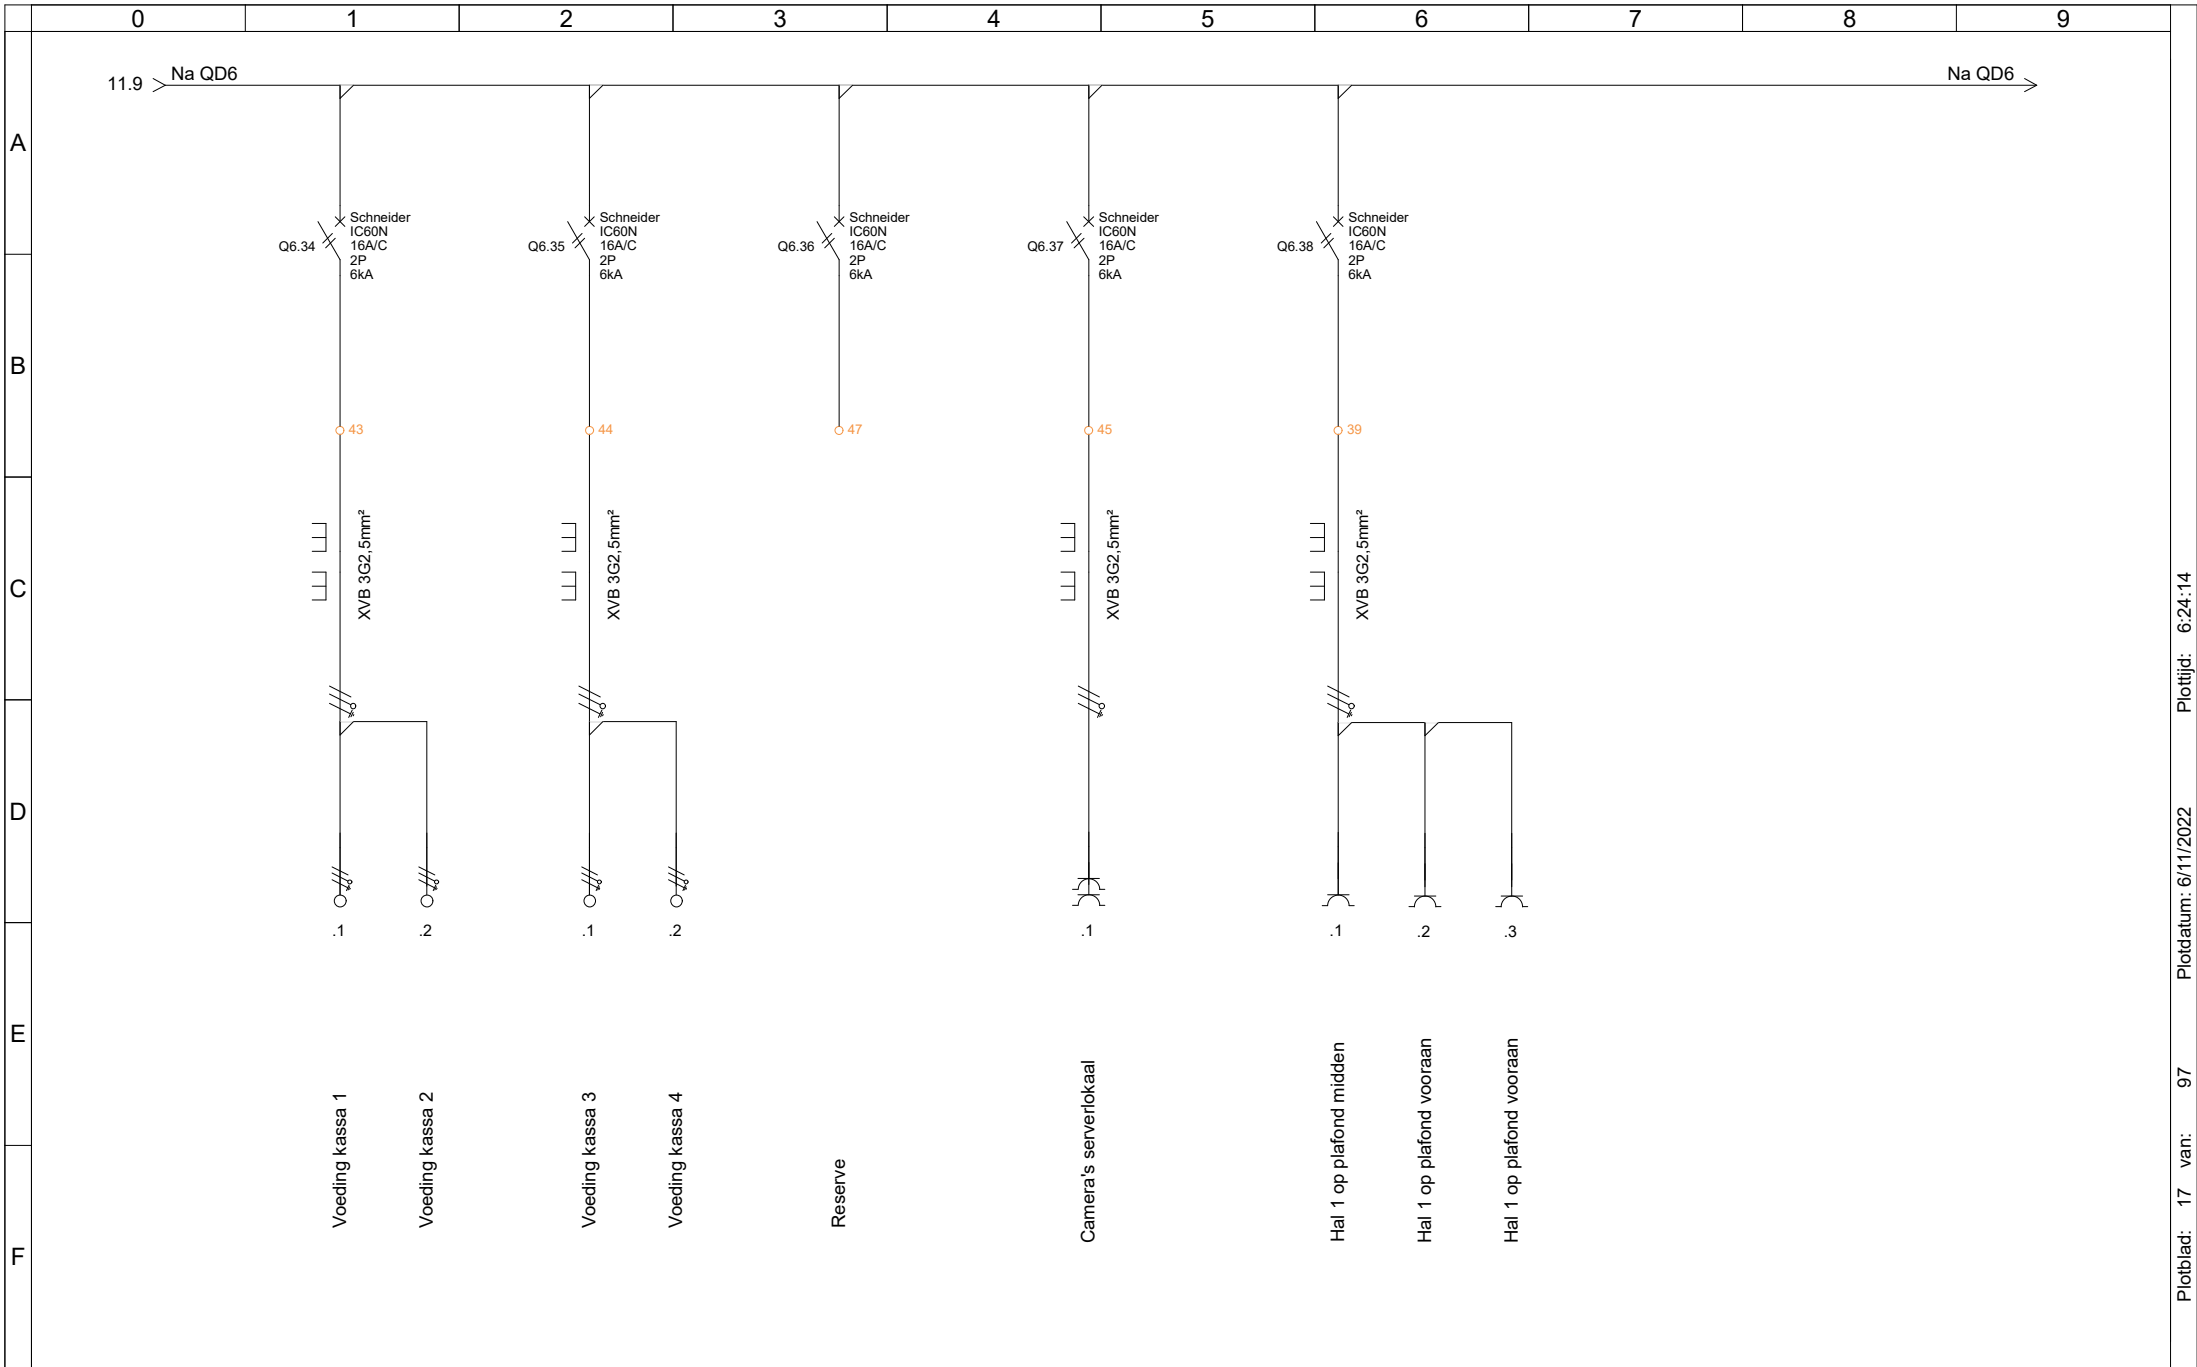 0 1 2 3 4 5 6 7 8 9
11.9 Na QD6 Na QD6
A
B
C
D
E
F
Q6.34
Schneider
IC60N
16A/C
2P
6kA
Q6.35
Schneider
IC60N
16A/C
2P
6kA
Q6.36
Schneider
IC60N
16A/C
2P
6kA
Q6.37
Schneider
IC60N
16A/C
2P
6kA
Q6.38
Schneider
IC60N
16A/C
2P
6kA
43
44
47
45
39
XVB 3G2,5mm²
XVB 3G2,5mm²
XVB 3G2,5mm²
XVB 3G2,5mm²
.1 .2 .1 .2 .1 .1 .2 .3
Voeding kassa 1
Voeding kassa 2
Voeding kassa 3
Voeding kassa 4
Reserve
Camera's serverlokaal
Hal 1 op plafond midden
Hal 1 op plafond vooraan
Hal 1 op plafond vooraan
Plotblad: 17 van: 97 Plotdatum: 6/11/2022 Plottijd: 6:24:14